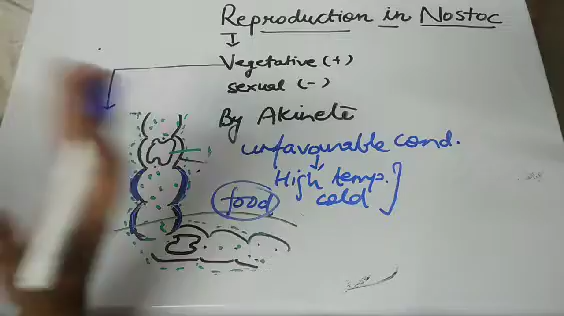 Reproduction in Nostoc
Vegetative (+)
sexual (-)
By Akinete
unfavourable cond.
High temp.
cold
food